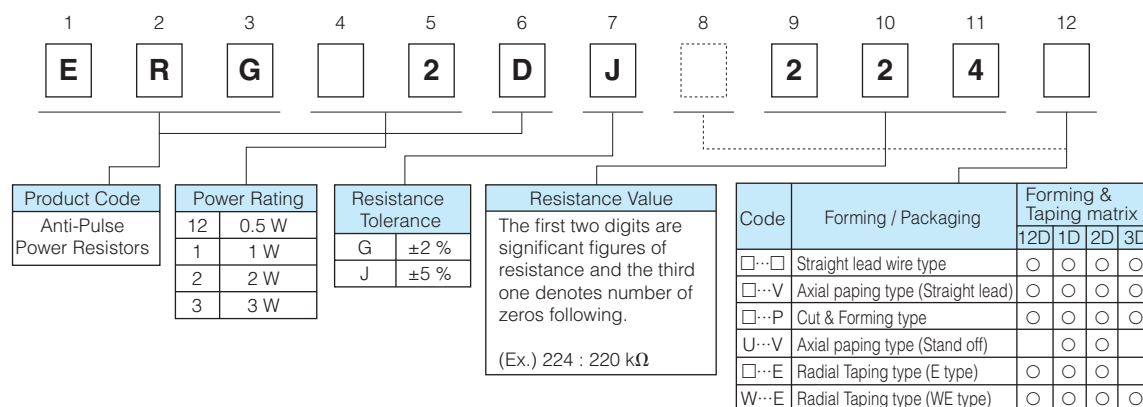 1 2 3 4 5 6 7 8 9 10 11 12
E R G 2 D J 2 2 4
Product Code
Anti-Pulse
Power Resistors
Power Rating
12 0.5 W
1 1 W
2 2 W
3 3 W
Resistance
Tolerance
G ±2 %
J ±5 %
Resistance Value
The first two digits are
significant figures of
resistance and the third
one denotes number of
zeros following.
(Ex.) 224 : 220 kΩ
Code Forming / Packaging Forming &
Taping matrix
12D 1D 2D 3D
□···□ Straight lead wire type ○ ○ ○ ○
□···V Axial paping type (Straight lead) ○ ○ ○ ○
□···P Cut & Forming type ○ ○ ○ ○
U···V Axial paping type (Stand off) ○ ○
□···E Radial Taping type (E type) ○ ○ ○
W···E Radial Taping type (WE type) ○ ○ ○ ○